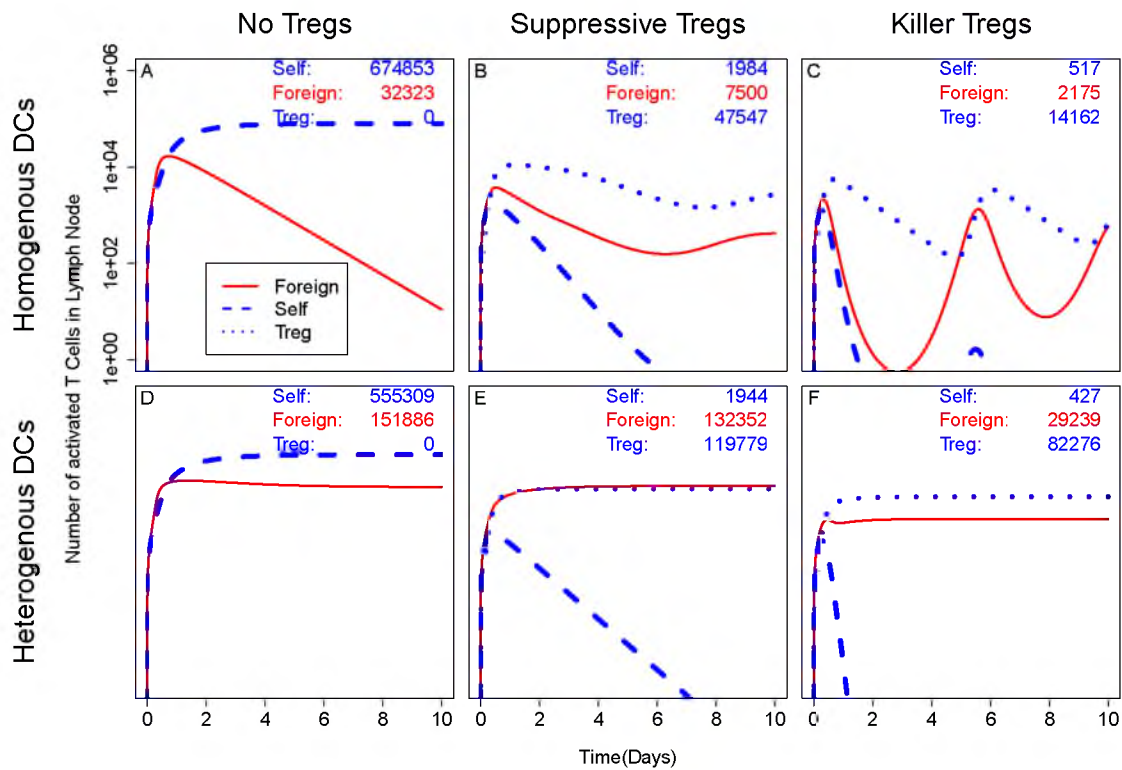 No Tregs
Suppressive Tregs
Killer Tregs
Homogenous DCs
Heterogenous DCs
Number of activated T Cells in Lymph Node
1e+06
1e+04
1e+02
1e+00
A
Self: 674853
Foreign: 32323
Treg: 0
Foreign
Self
Treg
B
Self: 1984
Foreign: 7500
Treg: 47547
C
Self: 517
Foreign: 2175
Treg: 14162
D
Self: 555309
Foreign: 151886
Treg: 0
E
Self: 1944
Foreign: 132352
Treg: 119779
F
Self: 427
Foreign: 29239
Treg: 82276
0 2 4 6 8 10
0 2 4 6 8 10
0 2 4 6 8 10
Time(Days)